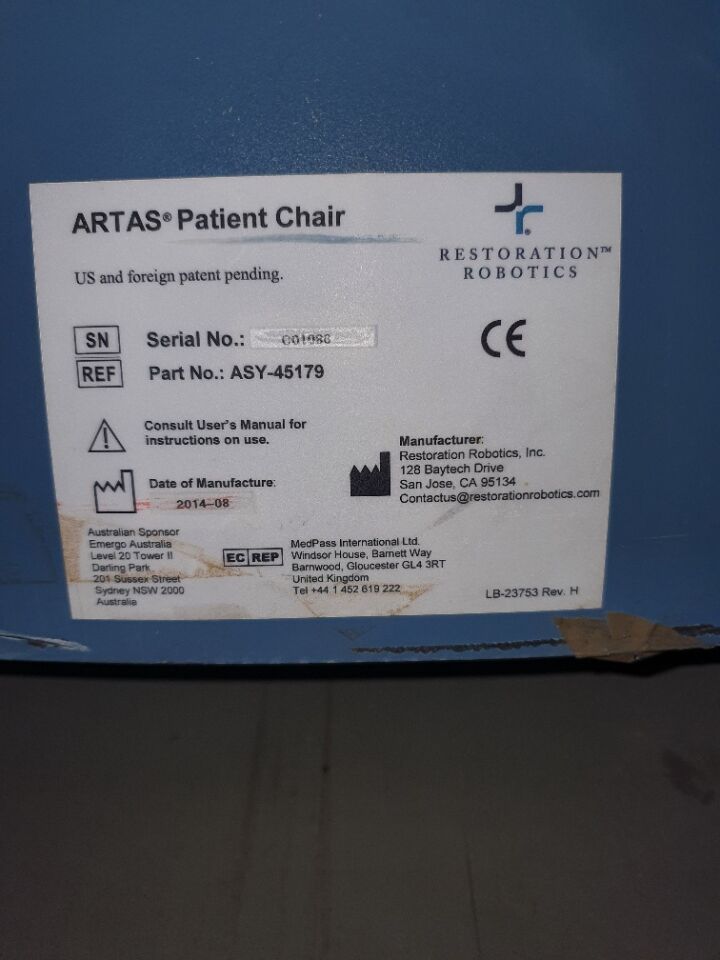 ARTAS® Patient Chair
RESTORATION™
ROBOTICS
US and foreign patent pending.
SN Serial No.:
REF Part No.: ASY-45179
CE
Consult User's Manual for
instructions on use.
Date of Manufacture:
2014-08
Manufacturer:
Restoration Robotics, Inc.
128 Baytech Drive
San Jose, CA 95134
Contactus@restorationrobotics.com
Australian Sponsor
Emergo Australia
Level 20 Tower II
Darling Park
201 Sussex Street
Sydney NSW 2000
Australia
EC REP
MedPass International Ltd.
Windsor House, Barnett Way
Barnwood, Gloucester GL4 3RT
United Kingdom
Tel +44 1 452 619 222
LB-23753 Rev. H